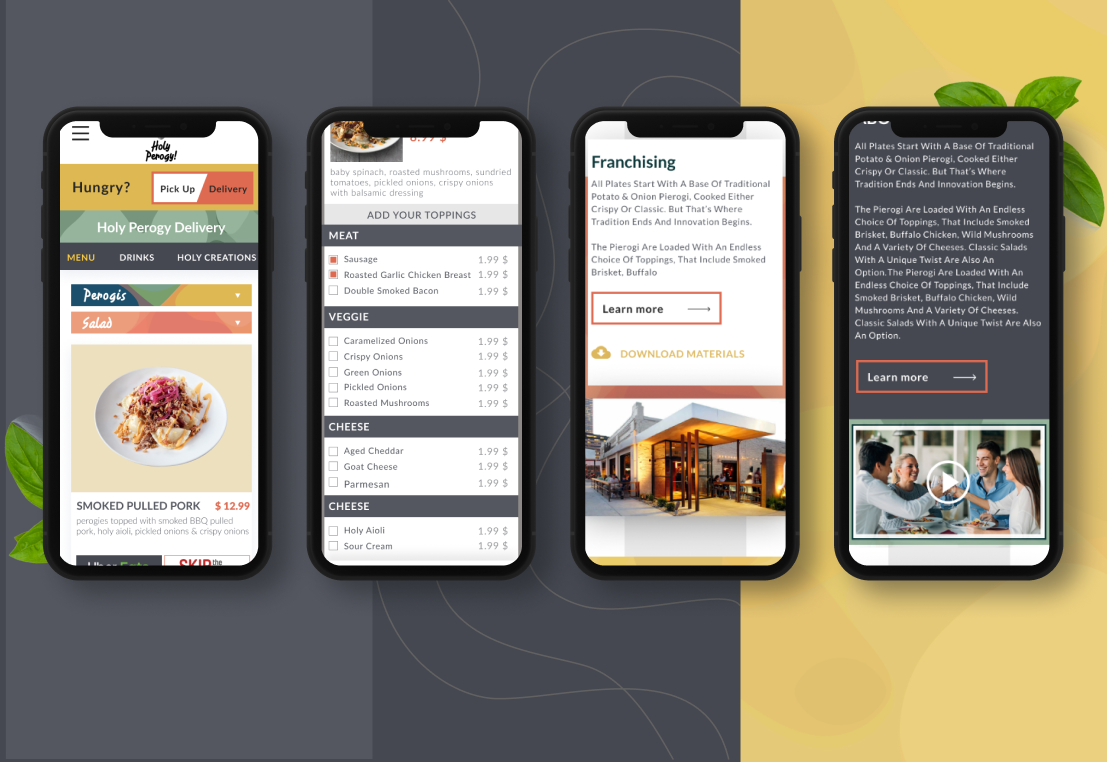 Holy
Perogy!
Hungry?
Pick Up
Delivery
Holy Perogy Delivery
MENU
DRINKS
HOLY CREATIONS
Perogis
Salad
SMOKED PULLED PORK
$ 12.99
perogies topped with smoked BBQ pulled
pork, holy aioli, pickled onions & crispy onions
Uber Eats
SKIP the
baby spinach, roasted mushrooms, sundried
tomatoes, pickled onions, crispy onions
with balsamic dressing
ADD YOUR TOPPINGS
MEAT
Sausage 1.99 $
Roasted Garlic Chicken Breast 1.99 $
Double Smoked Bacon 1.99 $
VEGGIE
Caramelized Onions 1.99 $
Crispy Onions 1.99 $
Green Onions 1.99 $
Pickled Onions 1.99 $
Roasted Mushrooms 1.99 $
CHEESE
Aged Cheddar 1.99 $
Goat Cheese 1.99 $
Parmesan 1.99 $
CHEESE
Holy Aioli 1.99 $
Sour Cream 1.99 $
Franchising
All Plates Start With A Base Of Traditional
Potato & Onion Pierogi, Cooked Either
Crispy Or Classic. But That's Where
Tradition Ends And Innovation Begins.
The Pierogi Are Loaded With An Endless
Choice Of Toppings, That Include Smoked
Brisket, Buffalo
Learn more
DOWNLOAD MATERIALS
All Plates Start With A Base Of Traditional
Potato & Onion Pierogi, Cooked Either
Crispy Or Classic. But That's Where
Tradition Ends And Innovation Begins.
The Pierogi Are Loaded With An Endless
Choice Of Toppings, That Include Smoked
Brisket, Buffalo Chicken, Wild Mushrooms
And A Variety Of Cheeses. Classic Salads
With A Unique Twist Are Also An
Option.The Pierogi Are Loaded With An
Endless Choice Of Toppings, That Include
Smoked Brisket, Buffalo Chicken, Wild
Mushrooms And A Variety Of Cheeses.
Classic Salads With A Unique Twist Are Also
An Option.
Learn more